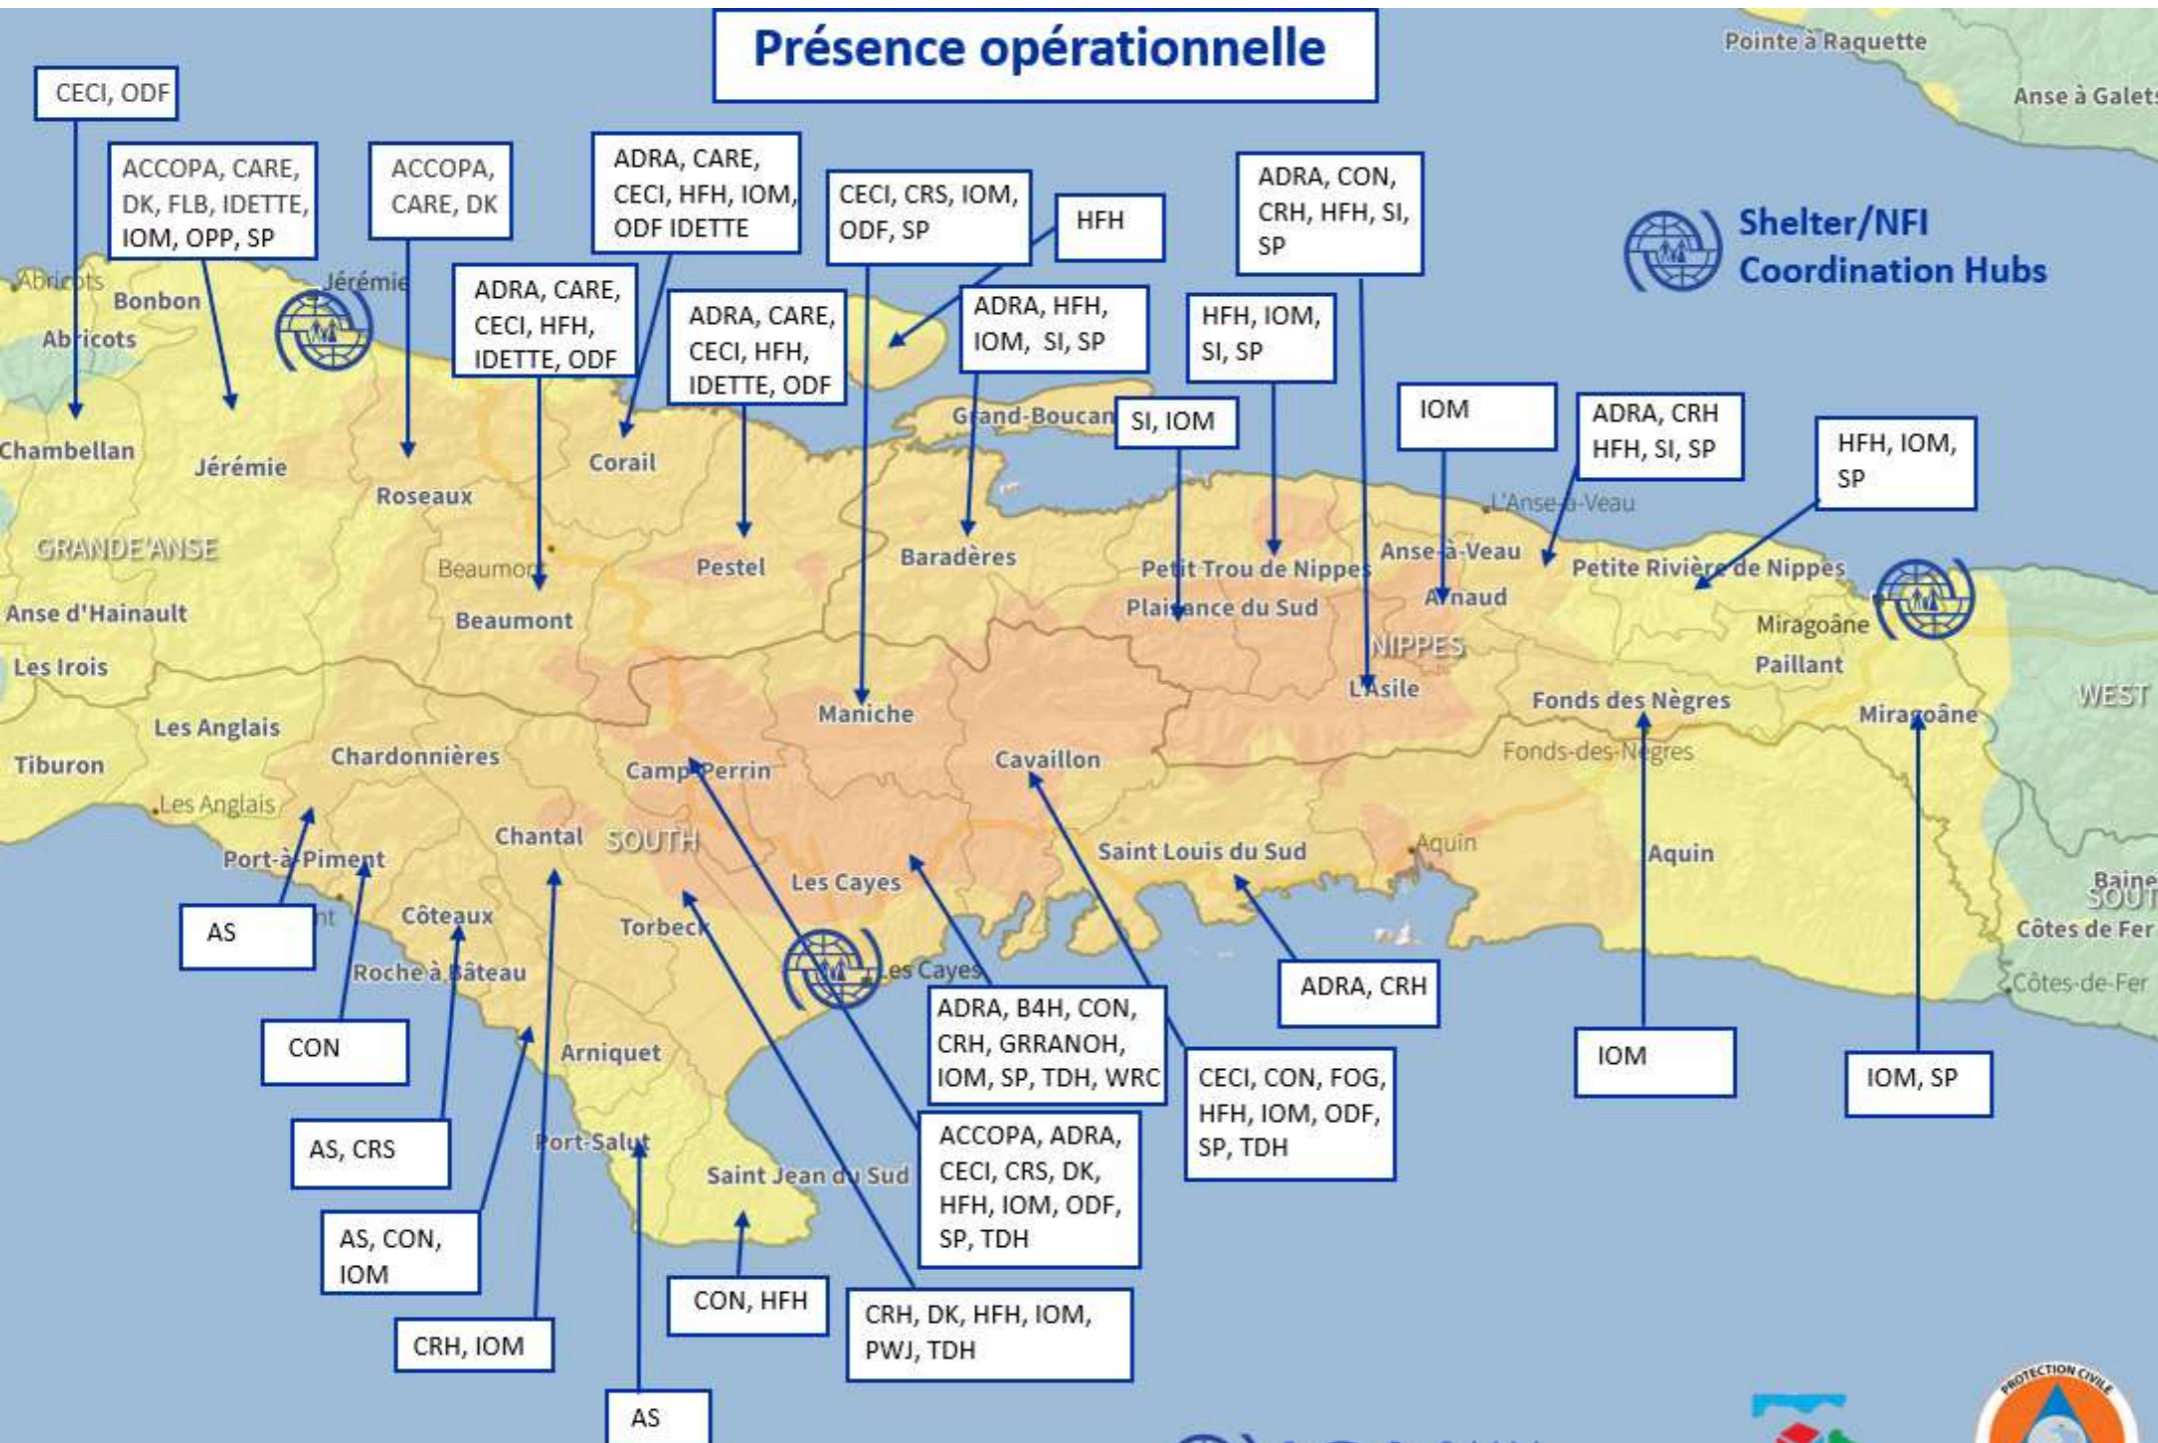 Présence opérationnelle
Pointe à Raquette
Anse à Galets
Shelter/NFI
Coordination Hubs
CECI, ODF
ACCOPA, CARE,
DK, FLB, IDETTE,
IOM, OPP, SP
ACCOPA,
CARE, DK
ADRA, CARE,
CECI, HFH, IOM,
ODF IDETTE
CECI, CRS, IOM,
ODF, SP
HFH
ADRA, CON,
CRH, HFH, SI,
SP
ADRA, CARE,
CECI, HFH,
IDETTE, ODF
ADRA, CARE,
CECI, HFH,
IDETTE, ODF
ADRA, HFH,
IOM, SI, SP
HFH, IOM,
SI, SP
SI, IOM
IOM
ADRA, CRH
HFH, SI, SP
HFH, IOM,
SP
Abricots
Bonbon
Jérémie
Abricots
Chambellan
Jérémie
Roseaux
Corail
Grand-Boucan
L'Anse-à-Veau
GRANDE'ANSE
Beaumont
Pestel
Baradères
Petit Trou de Nippes
Anse-à-Veau
Petite Rivière de Nippes
Anse d'Hainault
Beaumont
Plaisance du Sud
Arnaud
Miragoâne
NIPPES
Paillant
Les Irois
L'Asile
Fonds des Nègres
WEST
Les Anglais
Maniche
Miragoâne
Tiburon
Chardonnières
Camp-Perrin
Cavaillon
Fonds-des-Nègres
Les Anglais
Chantal
SOUTH
Port-à-Piment
Les Cayes
Saint Louis du Sud
Aquin
Aquin
Baine
SOUT
nt
Côteaux
Torbeck
Côtes de Fer
Roche à Bâteau
Les Cayes
Côtes-de-Fer
Arniquet
Port-Salut
Saint Jean du Sud
AS
CON
AS, CRS
AS, CON,
IOM
CRH, IOM
AS
CON, HFH
CRH, DK, HFH, IOM,
PWJ, TDH
ACCOPA, ADRA,
CECI, CRS, DK,
HFH, IOM, ODF,
SP, TDH
ADRA, B4H, CON,
CRH, GRRANOH,
IOM, SP, TDH, WRC
CECI, CON, FOG,
HFH, IOM, ODF,
SP, TDH
ADRA, CRH
IOM
IOM, SP
PROTECTION CIVILE